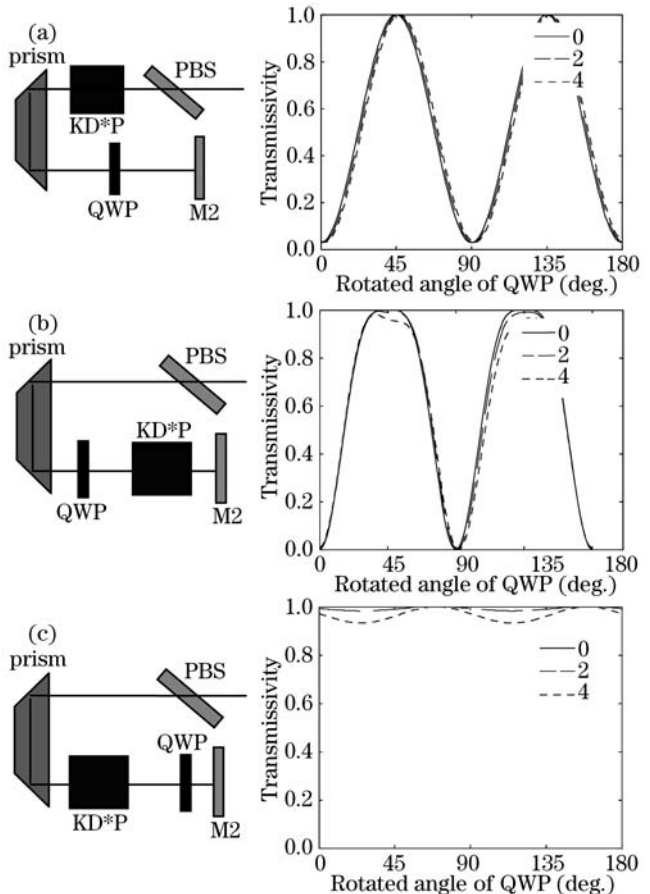 (a)
prism
PBS
KD*P
QWP
M2
Transmissivity
1.0
0.8
0.6
0.4
0.2
0.0
0
45
90
135
180
Rotated angle of QWP (deg.)
0
2
4
(b)
prism
PBS
KD*P
QWP
M2
Transmissivity
1.0
0.8
0.6
0.4
0.2
0.0
0
45
90
135
180
Rotated angle of QWP (deg.)
0
2
4
(c)
prism
PBS
QWP
KD*P
M2
Transmissivity
1.0
0.8
0.6
0.4
0.2
0.0
0
45
90
135
180
Rotated angle of QWP (deg.)
0
2
4